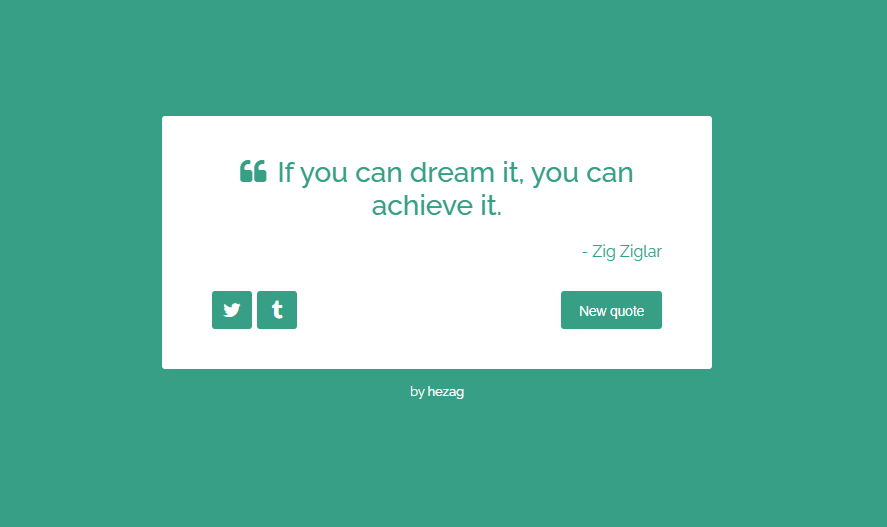 “ If you can dream it, you can
achieve it.
- Zig Ziglar
New quote
by hezag